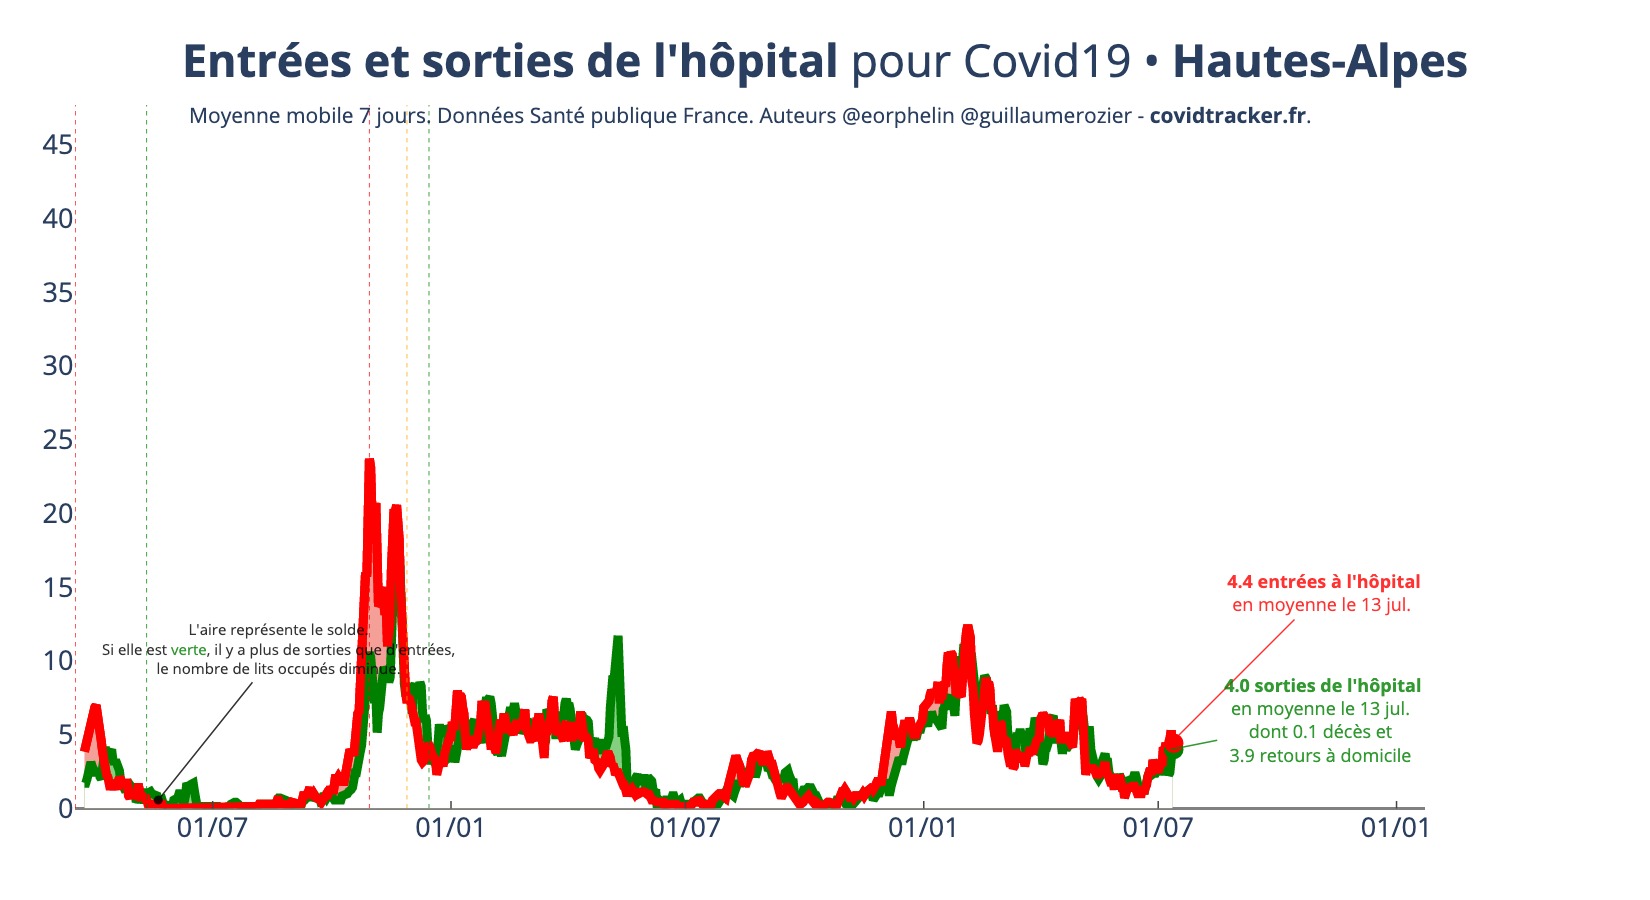 Entrées et sorties de l'hôpital pour Covid19 • Hautes-Alpes
Moyenne mobile 7 jours. Données Santé publique France. Auteurs @eorphelin @guillaumerozier - covidtracker.fr.
45
40
35
30
25
20
15
10
5
0
L'aire représente le solde.
Si elle est verte, il y a plus de sorties que d'entrées,
le nombre de lits occupés diminue.
4.4 entrées à l'hôpital
en moyenne le 13 jul.
4.0 sorties de l'hôpital
en moyenne le 13 jul.
dont 0.1 décès et
3.9 retours à domicile
01/07 01/01 01/07 01/01 01/07 01/01